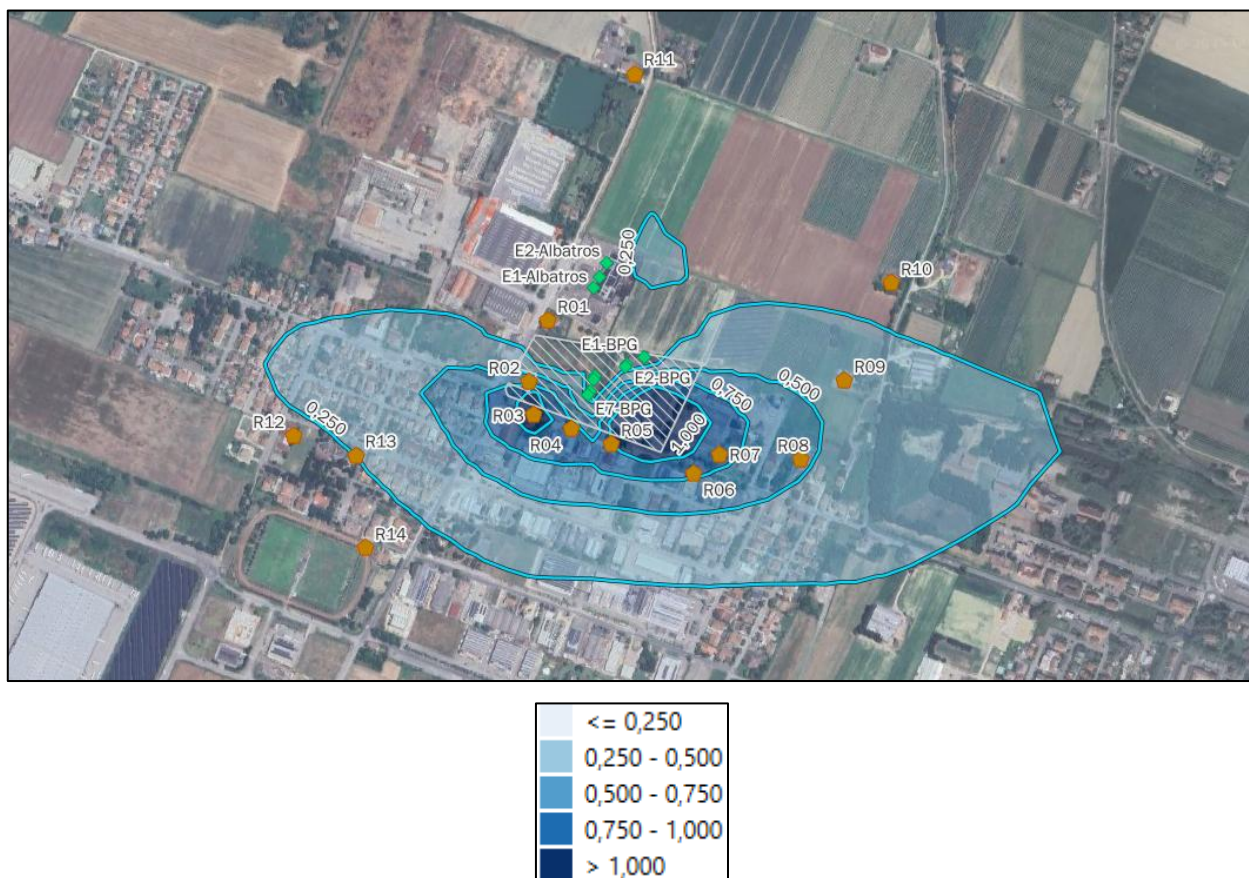 R11
E2-Albatros
0,250
E1-Albatros
R10
R01
E1-BPG
R02
E2-BPG
0,750
0,500
R09
E7-BPG
0,250
R03
R12
R04
R05
1,000
R13
R07
R08
R06
R14
<= 0,250
0,250 - 0,500
0,500 - 0,750
0,750 - 1,000
> 1,000